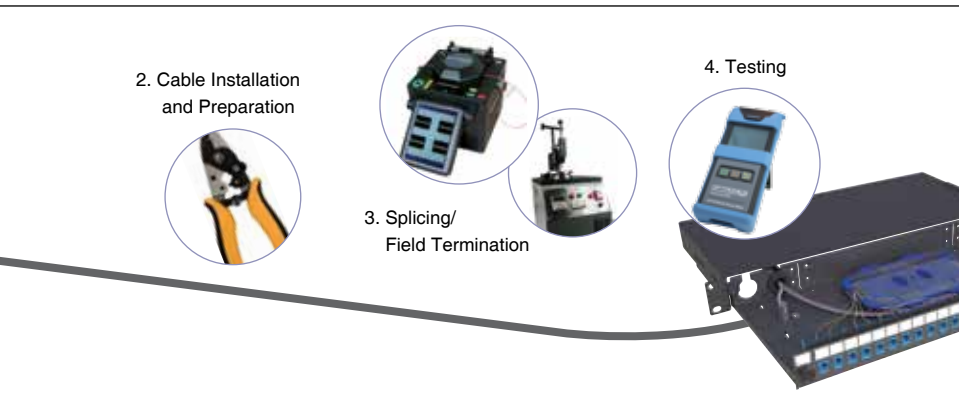 2. Cable Installation
and Preparation
3. Splicing/
Field Termination
4. Testing